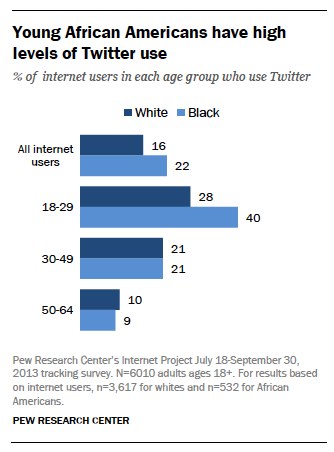 Young African Americans have high
levels of Twitter use
% of internet users in each age group who use Twitter
White Black
All internet
users
16
22
18-29
28
40
30-49
21
21
50-64
10
9
Pew Research Center's Internet Project July 18-September 30,
2013 tracking survey. N=6010 adults ages 18+. For results based
on internet users, n=3,617 for whites and n=532 for African
Americans.
PEW RESEARCH CENTER